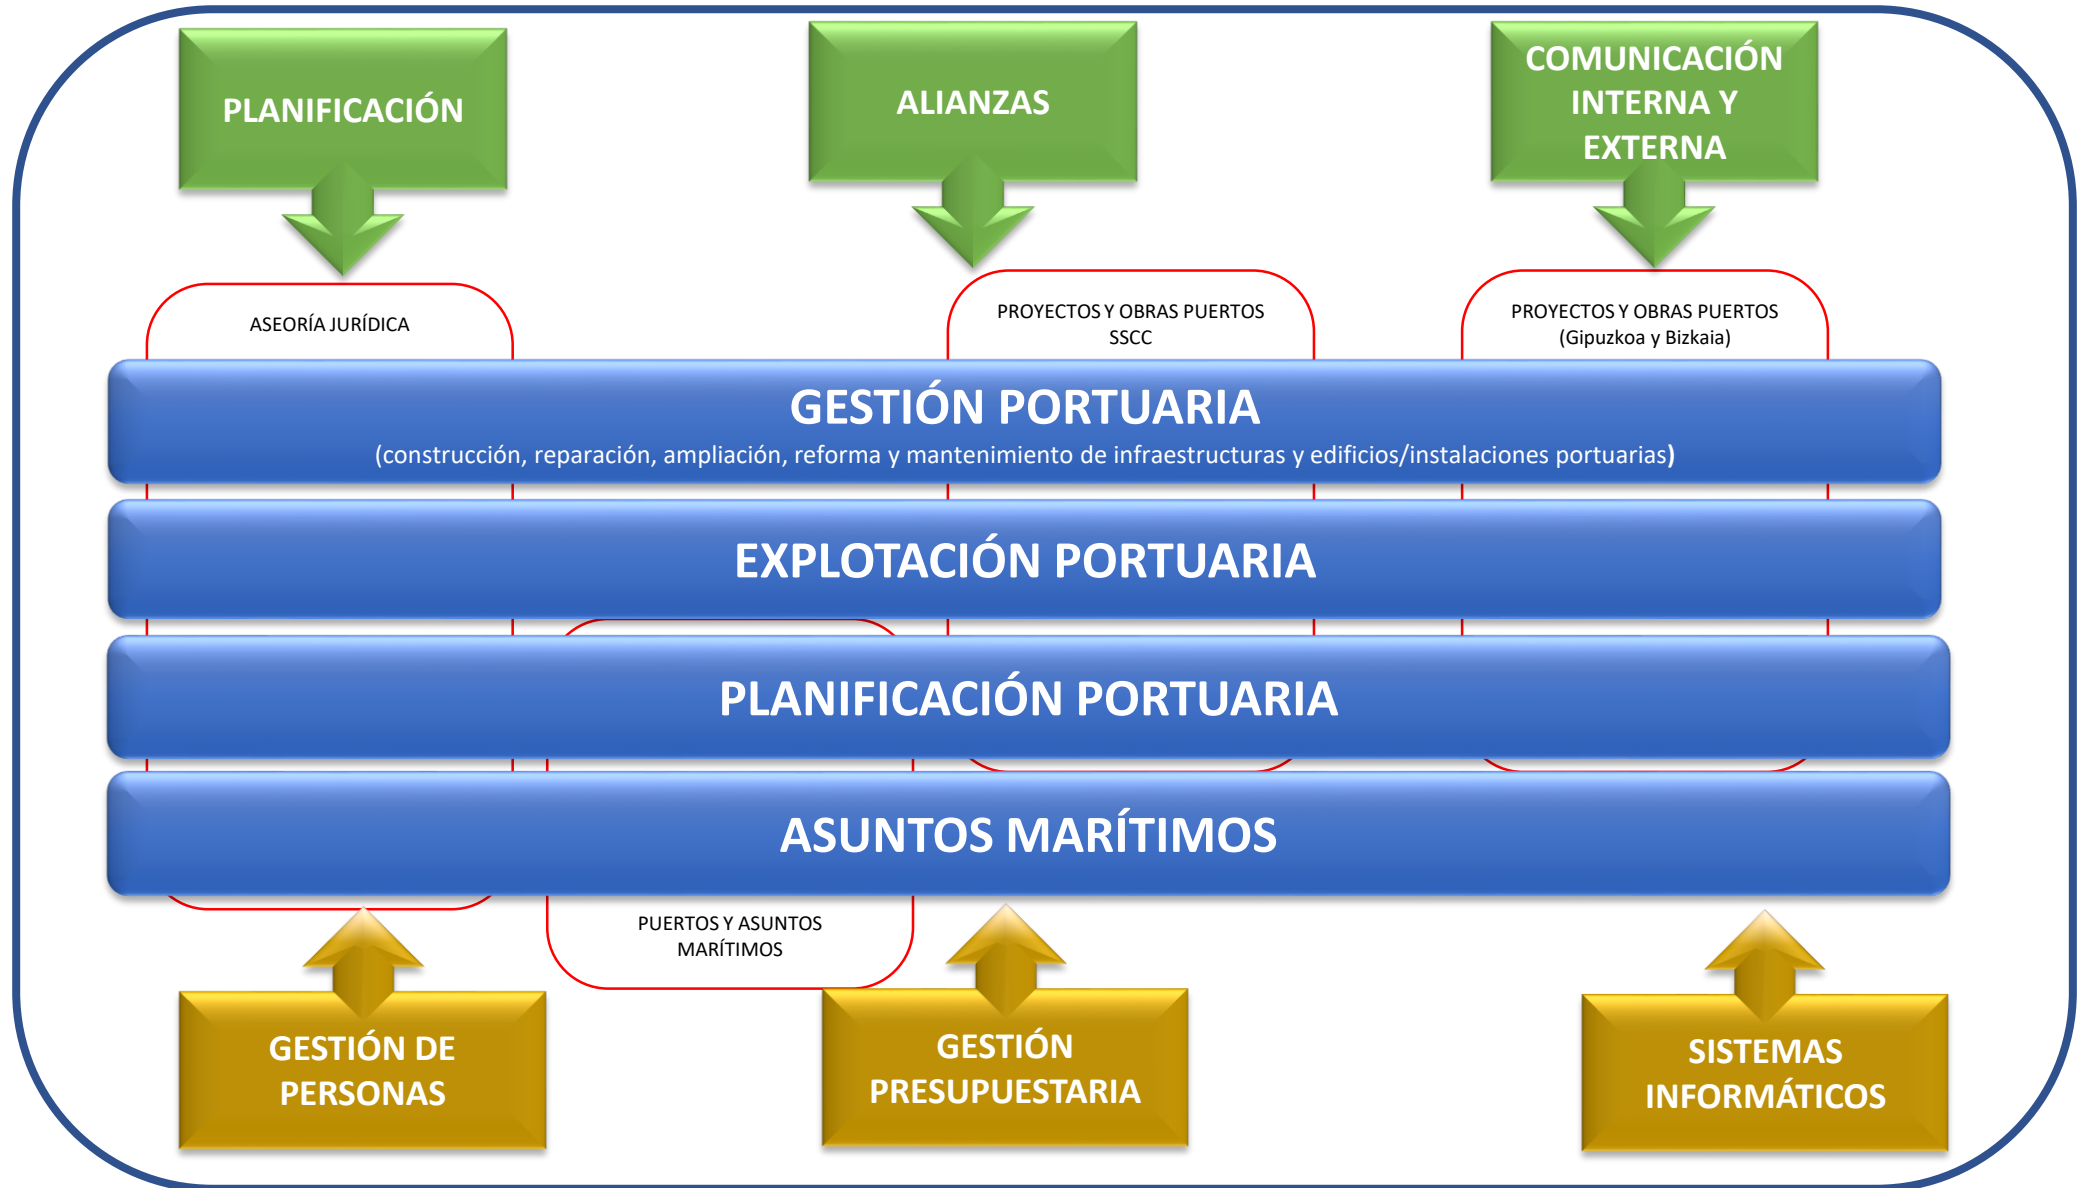 PLANIFICACIÓN
ALIANZAS
COMUNICACIÓN
INTERNA Y
EXTERNA
ASEORÍA JURÍDICA
PROYECTOS Y OBRAS PUERTOS
SSCC
PROYECTOS Y OBRAS PUERTOS
(Gipuzkoa y Bizkaia)
GESTIÓN PORTUARIA
(construcción, reparación, ampliación, reforma y mantenimiento de infraestructuras y edificios/instalaciones portuarias)
EXPLOTACIÓN PORTUARIA
PLANIFICACIÓN PORTUARIA
ASUNTOS MARÍTIMOS
PUERTOS Y ASUNTOS
MARÍTIMOS
GESTIÓN DE
PERSONAS
GESTIÓN
PRESUPUESTARIA
SISTEMAS
INFORMÁTICOS